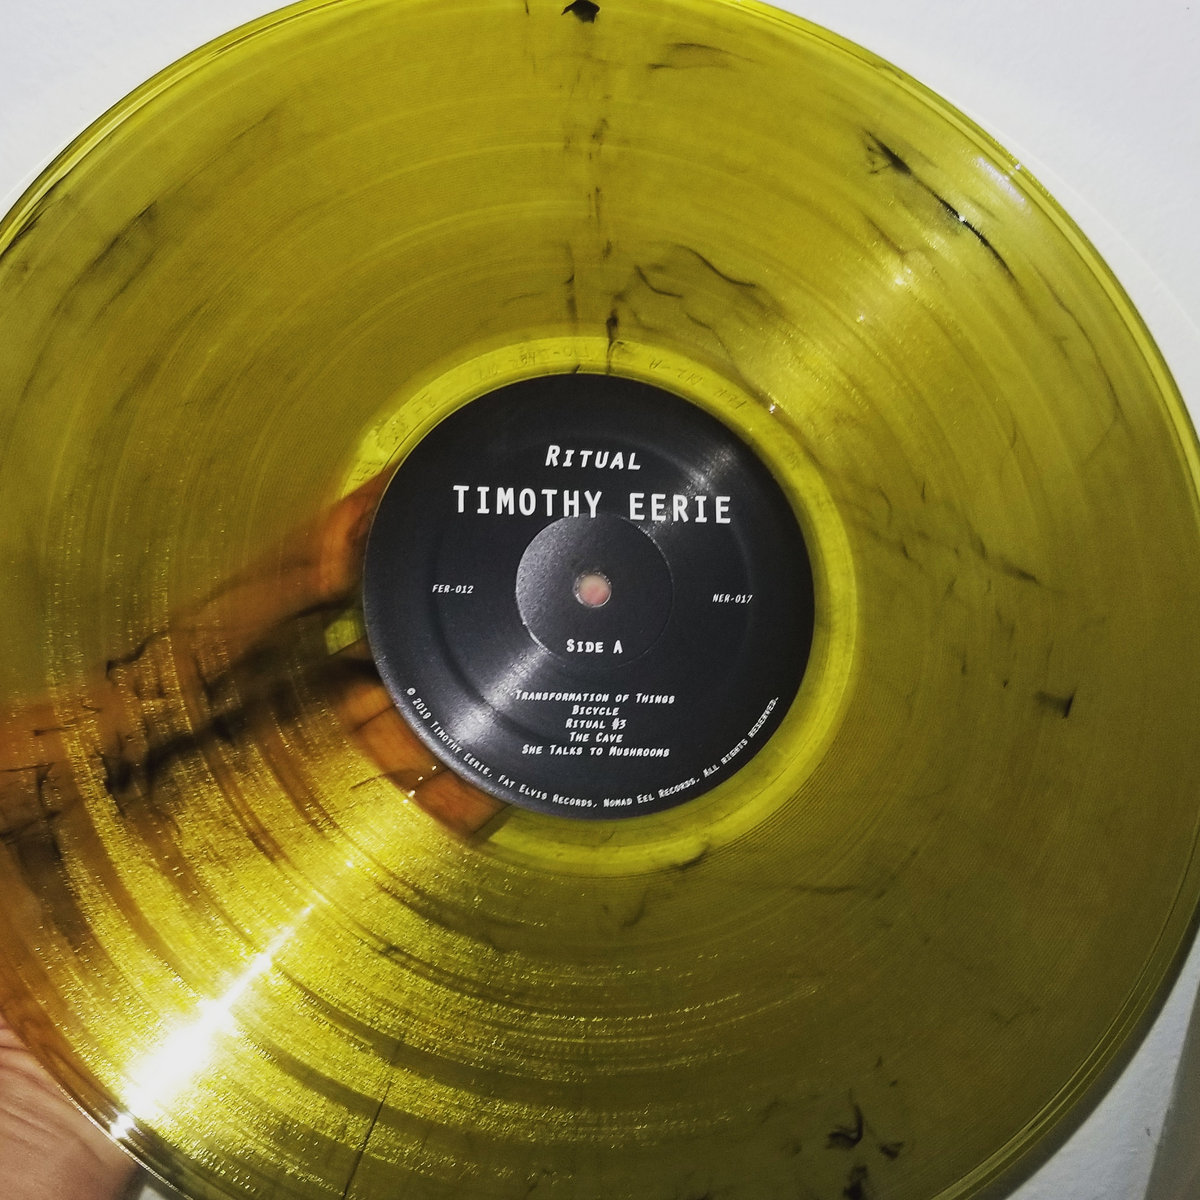 Ritual
TIMOTHY EERIE
FER-012
NER-017
Side A
Transformation of Things
Bicycle
Ritual #3
The Cave
She Talks to Mushrooms
© 2019 Timothy Eerie, Fat Elvis Records, Nomad Eel Records, All rights reserved.